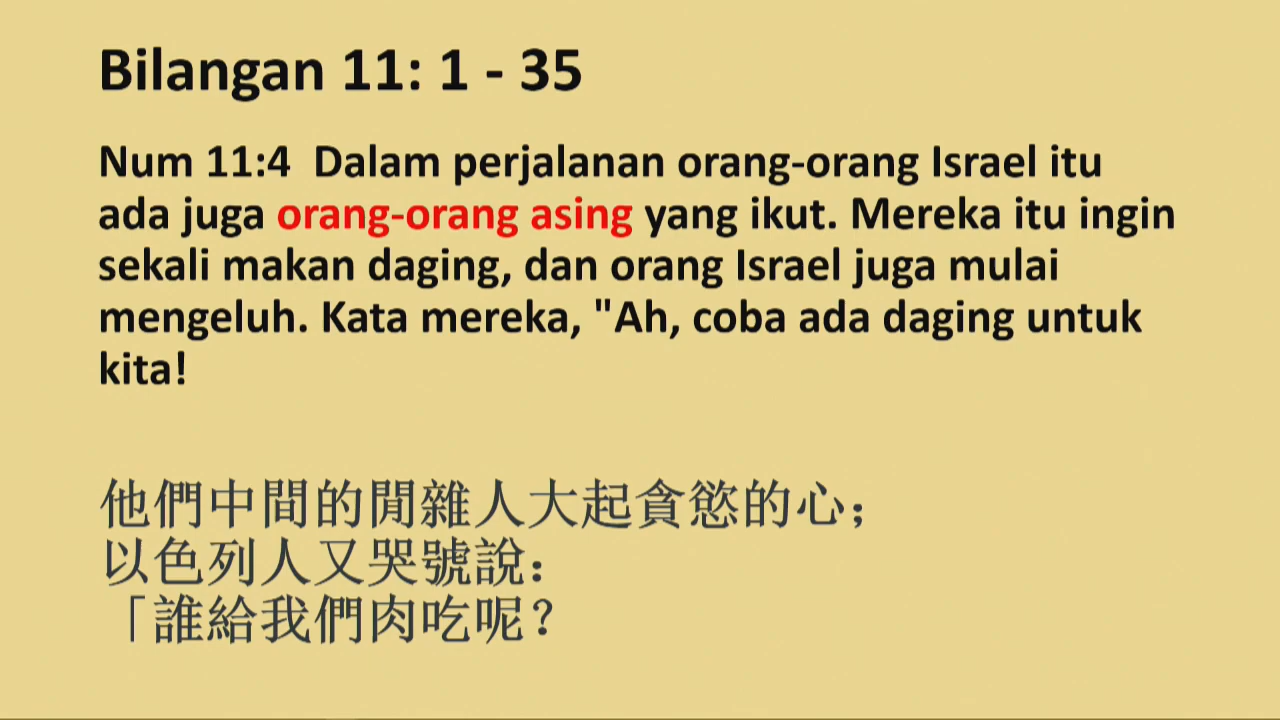 Bilangan 11: 1 - 35
Num 11:4  Dalam perjalanan orang-orang Israel itu
ada juga orang-orang asing yang ikut. Mereka itu ingin
sekali makan daging, dan orang Israel juga mulai
mengeluh. Kata mereka, "Ah, coba ada daging untuk
kita!
他們中間的閒雜人大起貪慾的心；
以色列人又哭號說：
「誰給我們肉吃呢？